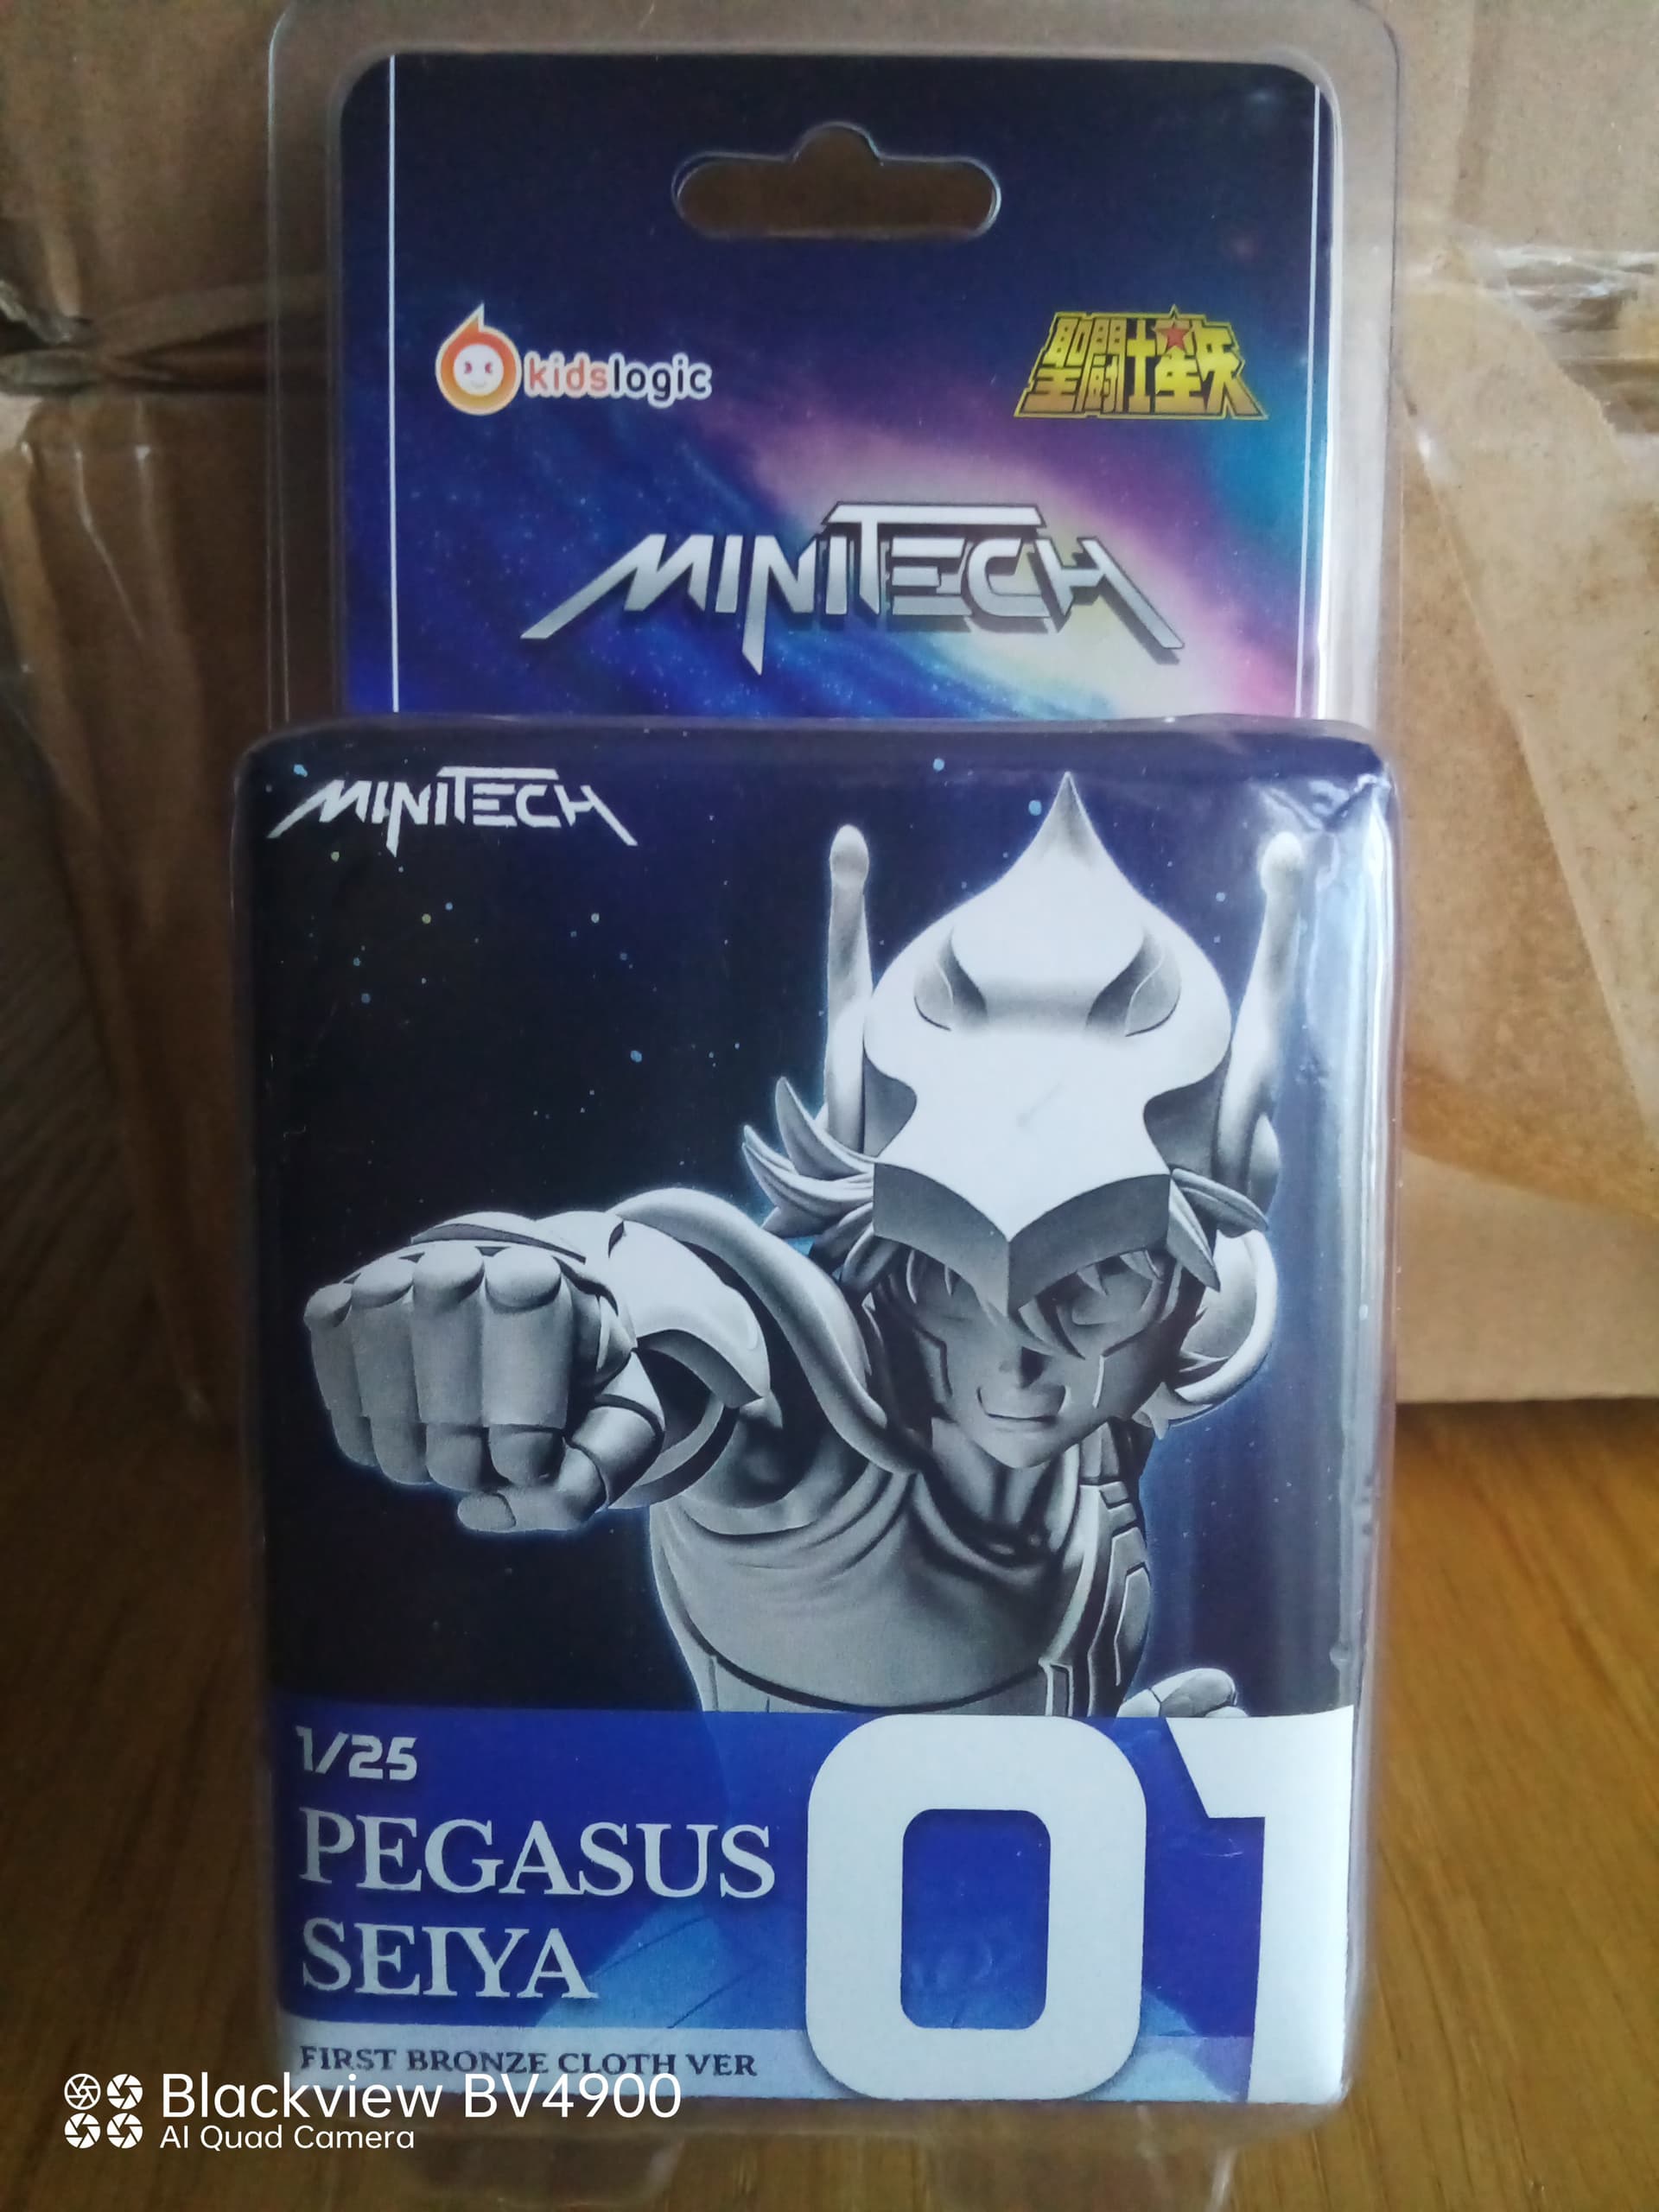 kidslogic
聖闘士星矢
MINITECH
MINITECH
1/25
PEGASUS
SEIYA
01
FIRST BRONZE CLOTH VER
Blackview BV4900
AI Quad Camera